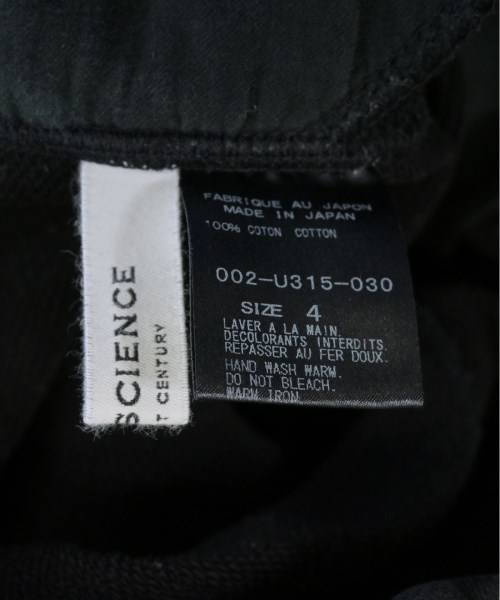 SCIENCE
T CENTURY
FABRIQUE AU JAPON
MADE IN JAPAN
100% COTON COTTON
002-U315-030
SIZE 4
LAVER A LA MAIN.
DECOLORANTS INTERDITS.
REPASSER AU FER DOUX.
HAND WASH WARM.
DO NOT BLEACH.
WARM IRON